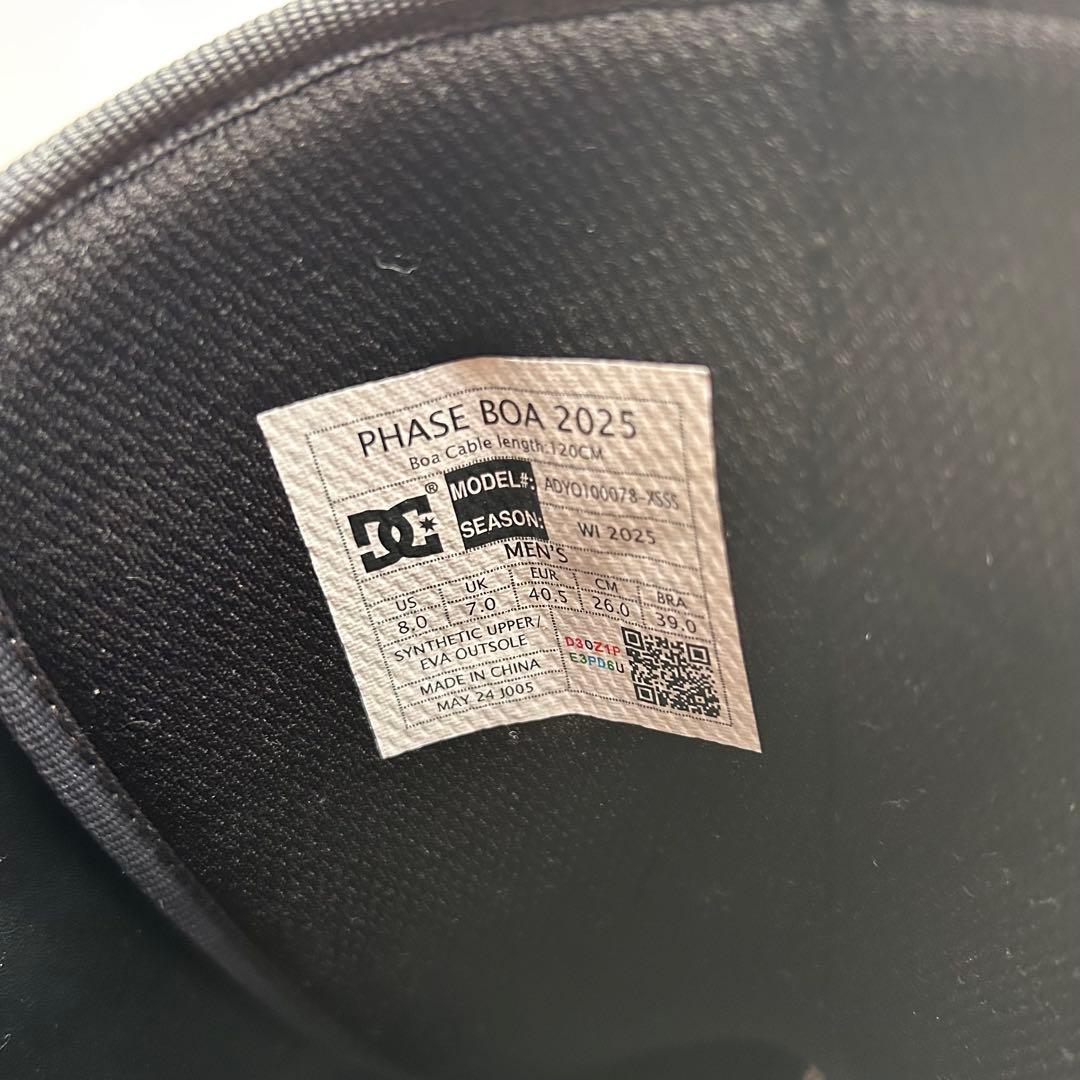 PHASE BOA 2025
Boa Cable length:120CM
DC®
MODEL#: ADYO100078-XSSS
SEASON: WI 2025
MEN'S
US UK EUR CM BRA
8.0 7.0 40.5 26.0 39.0
SYNTHETIC UPPER/
EVA OUTSOLE
MADE IN CHINA
MAY 24 J005
D30Z1P
E3PD6U